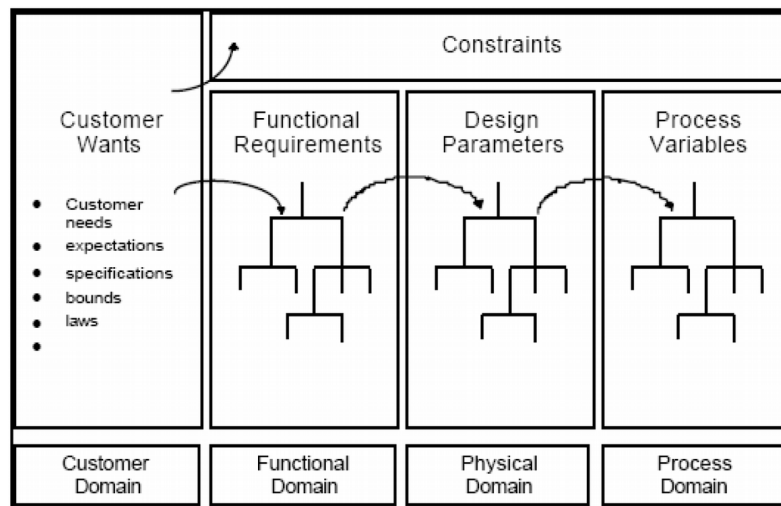 Constraints
Customer
Wants
Functional
Requirements
Design
Parameters
Process
Variables
• Customer
needs
• expectations
• specifications
• bounds
• laws
•
Customer
Domain
Functional
Domain
Physical
Domain
Process
Domain